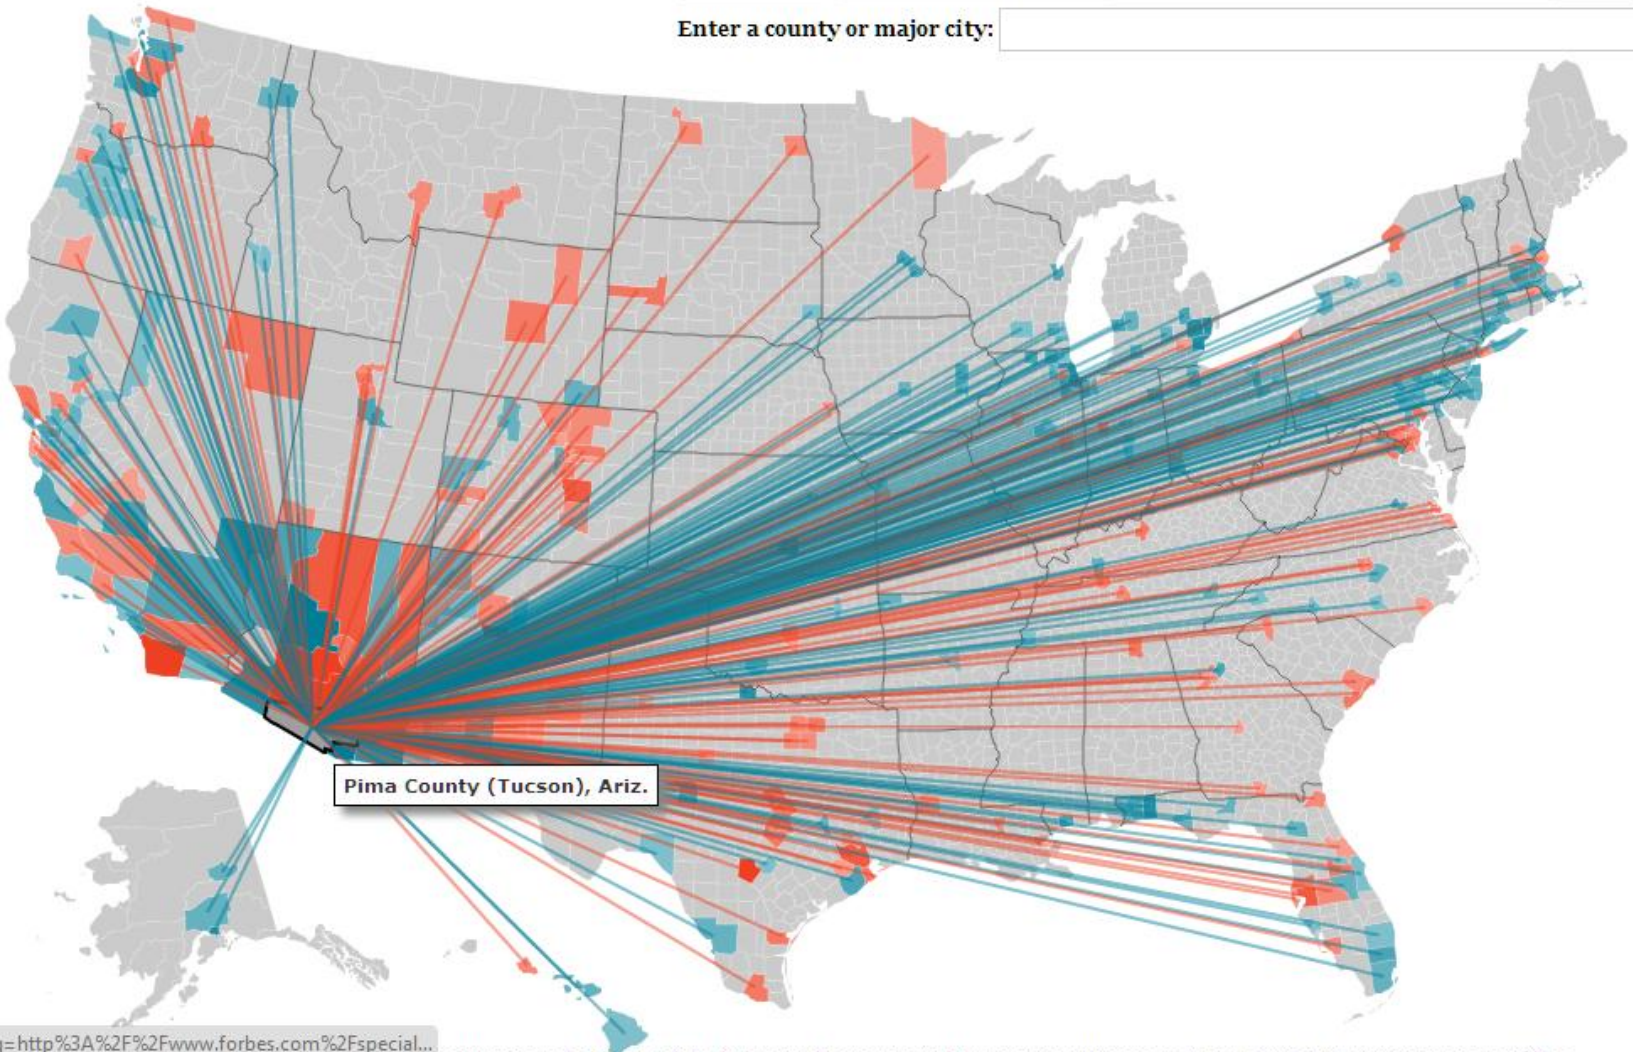 Enter a county or major city:
Pima County (Tucson), Ariz.
=http%3A%2F%2Fwww.forbes.com%2Fspecial...